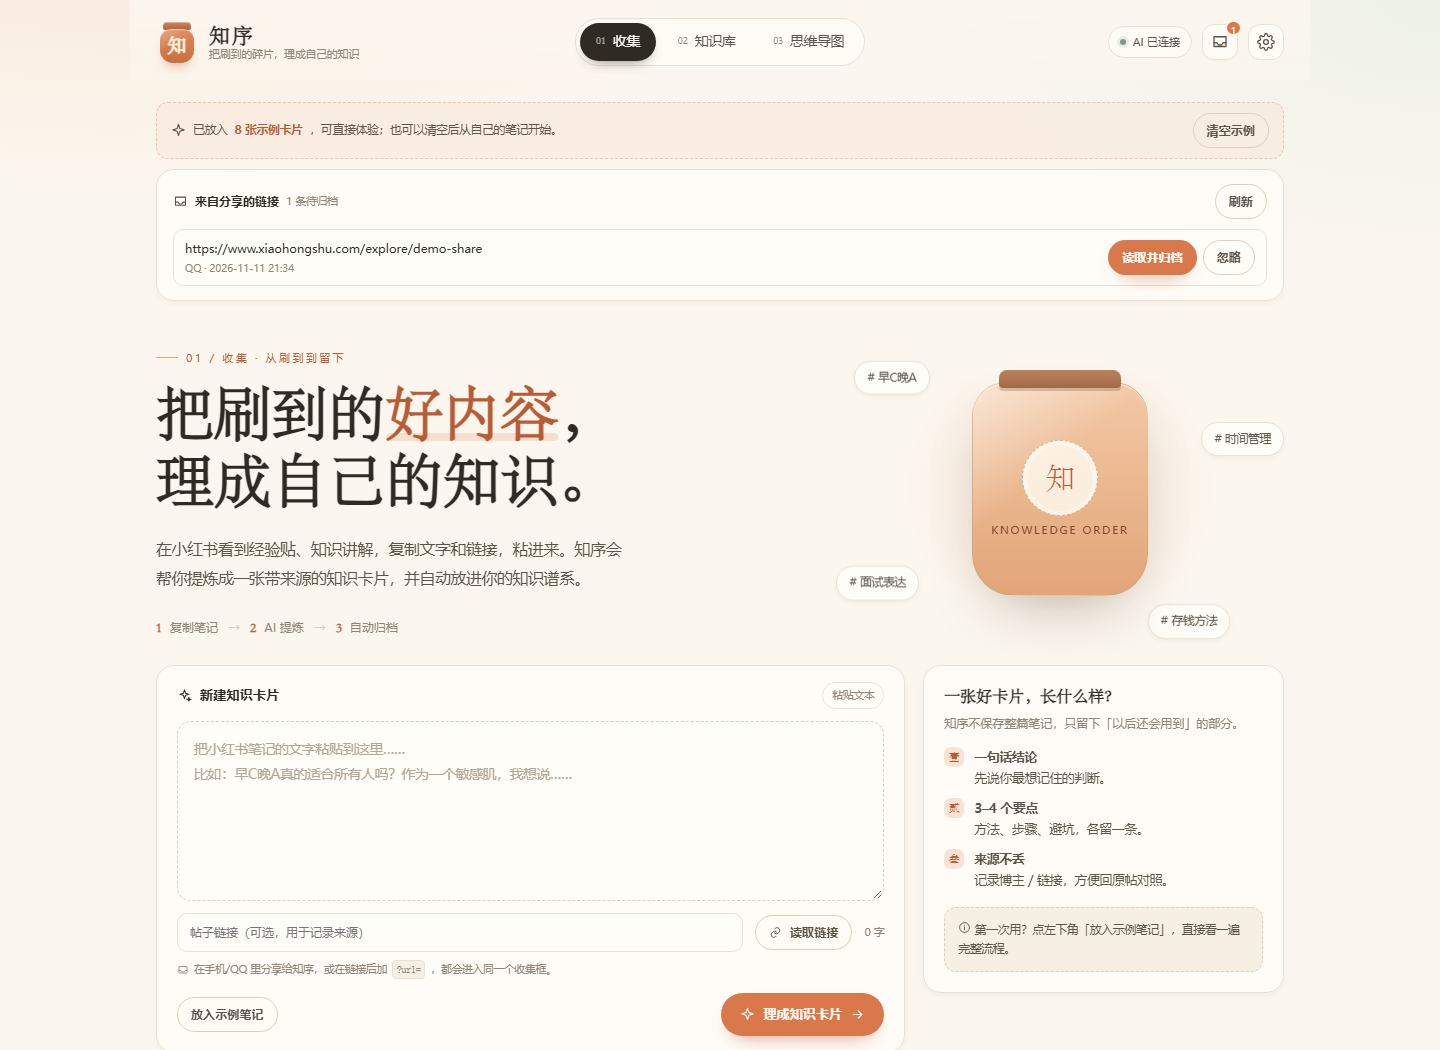 知
知序
把刷到的碎片，理成自己的知识
01 收集
02 知识库
03 思维导图
AI 已连接
1
已放入 8 张示例卡片 ，可直接体验；也可以清空后从自己的笔记开始。
清空示例
来自分享的链接 1 条待归档
刷新
https://www.xiaohongshu.com/explore/demo-share
QQ · 2026-11-11 21:34
读取并归档
忽略
01 / 收集 · 从刷到到留下
把刷到的好内容，
理成自己的知识。
在小红书看到经验贴、知识讲解，复制文字和链接，粘进来。知序会
帮你提炼成一张带来源的知识卡片，并自动放进你的知识谱系。
1 复制笔记 → 2 AI 提炼 → 3 自动归档
# 早C晚A
# 时间管理
知
KNOWLEDGE ORDER
# 面试表达
# 存钱方法
新建知识卡片
粘贴文本
把小红书笔记的文字粘贴到这里……
比如：早C晚A真的适合所有人吗？作为一个敏感肌，我想说……
帖子链接（可选，用于记录来源）
读取链接
0 字
在手机/QQ 里分享给知序，或在链接后加 ?url= ，都会进入同一个收集框。
放入示例笔记
理成知识卡片 →
一张好卡片，长什么样?
知序不保存整篇笔记，只留下「以后还会用到」的部分。
壹 一句话结论
先说你最想记住的判断。
贰 3–4 个要点
方法、步骤、避坑，各留一条。
叁 来源不丢
记录博主 / 链接，方便回原帖对照。
第一次用？点左下角「放入示例笔记」，直接看一遍
完整流程。